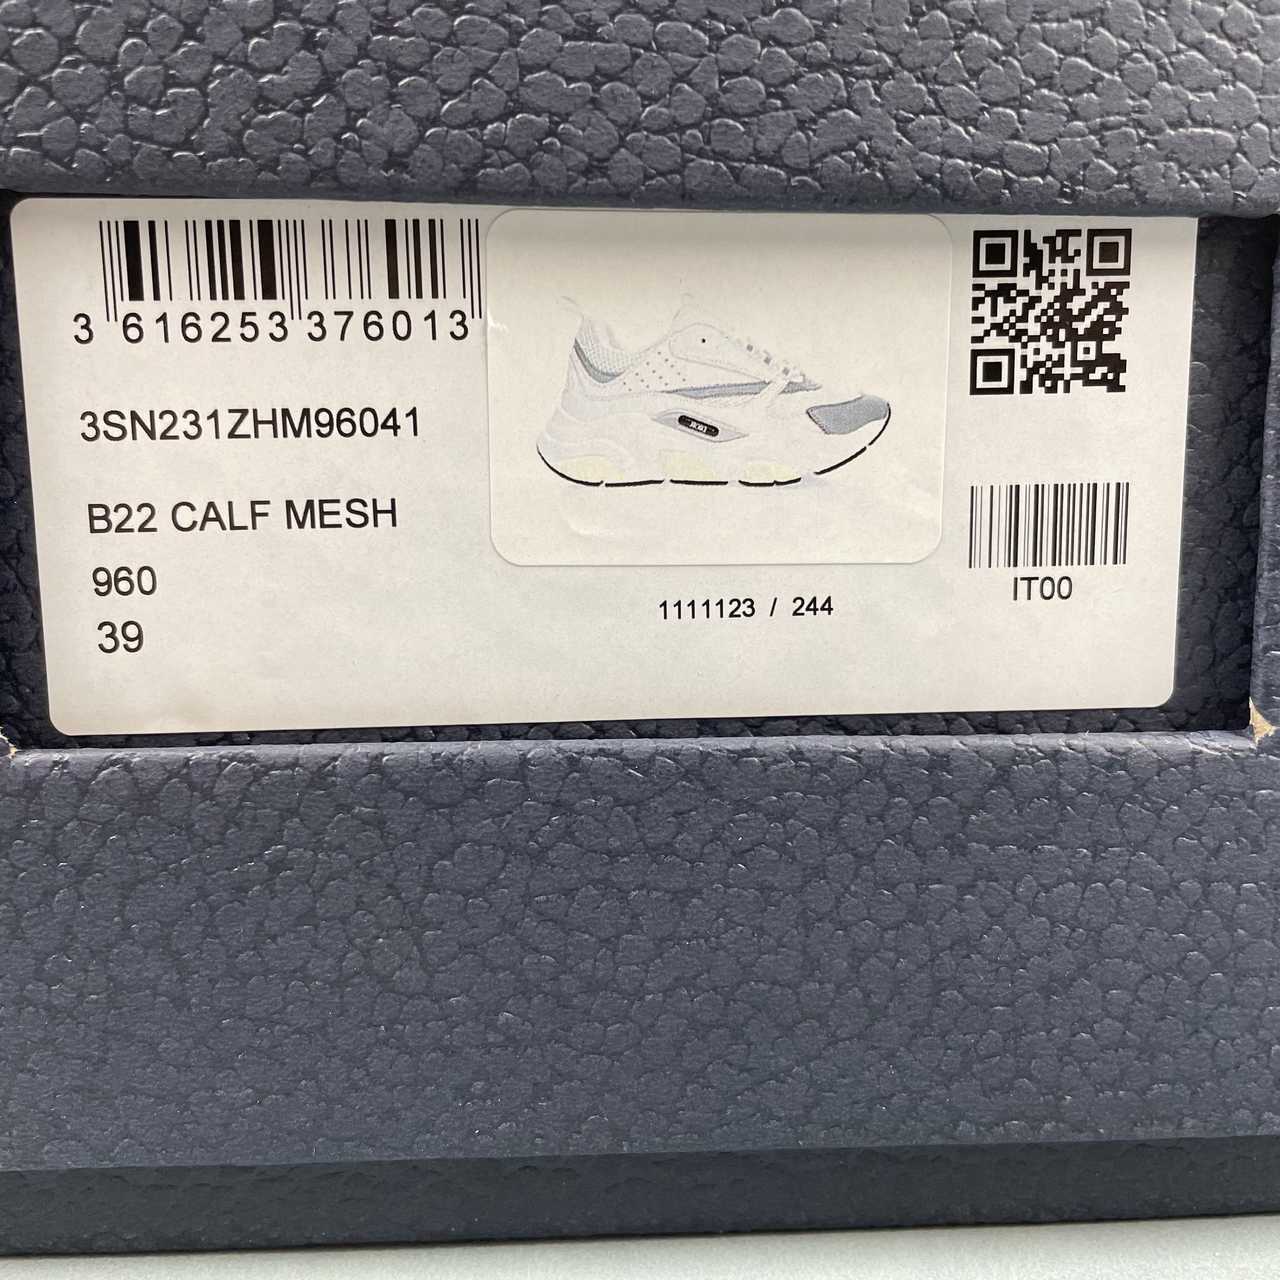 3 616253 376013
3SN231ZHM96041
B22 CALF MESH
960
39
1111123 / 244
IT00